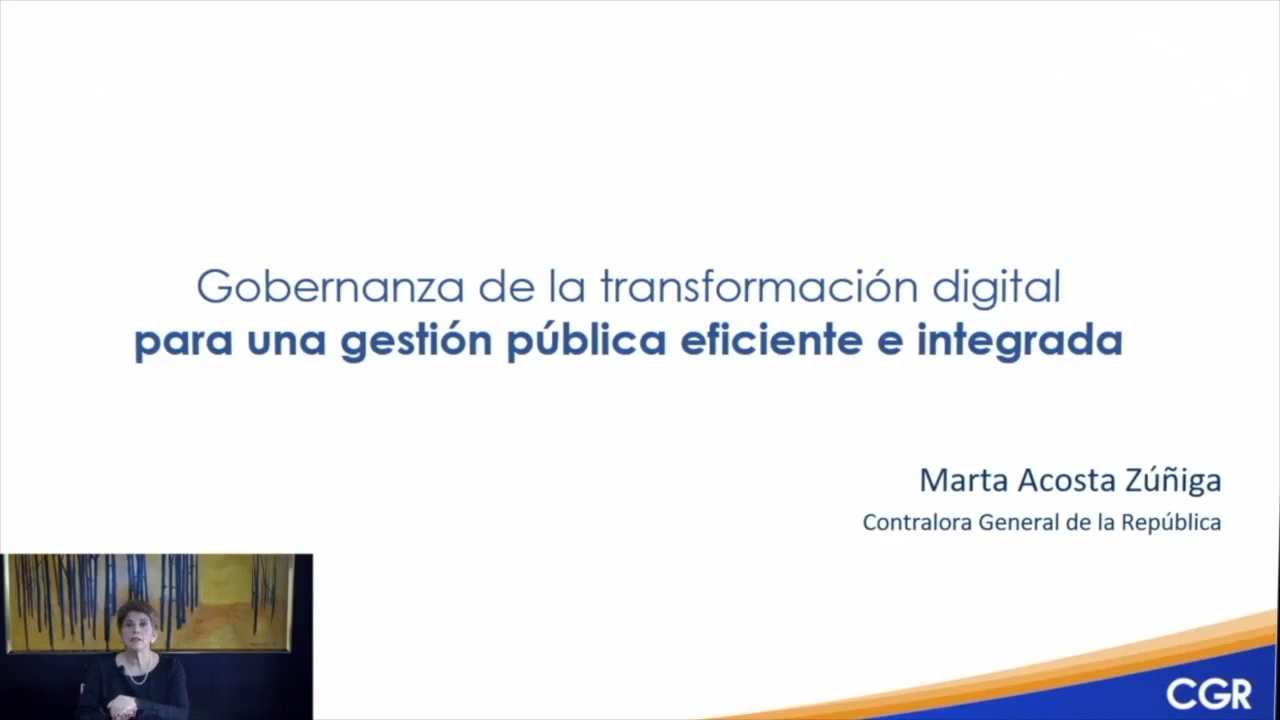 Gobernanza de la transformación digital
para una gestión pública eficiente e integrada
Marta Acosta Zúñiga
Contralora General de la República
CGR